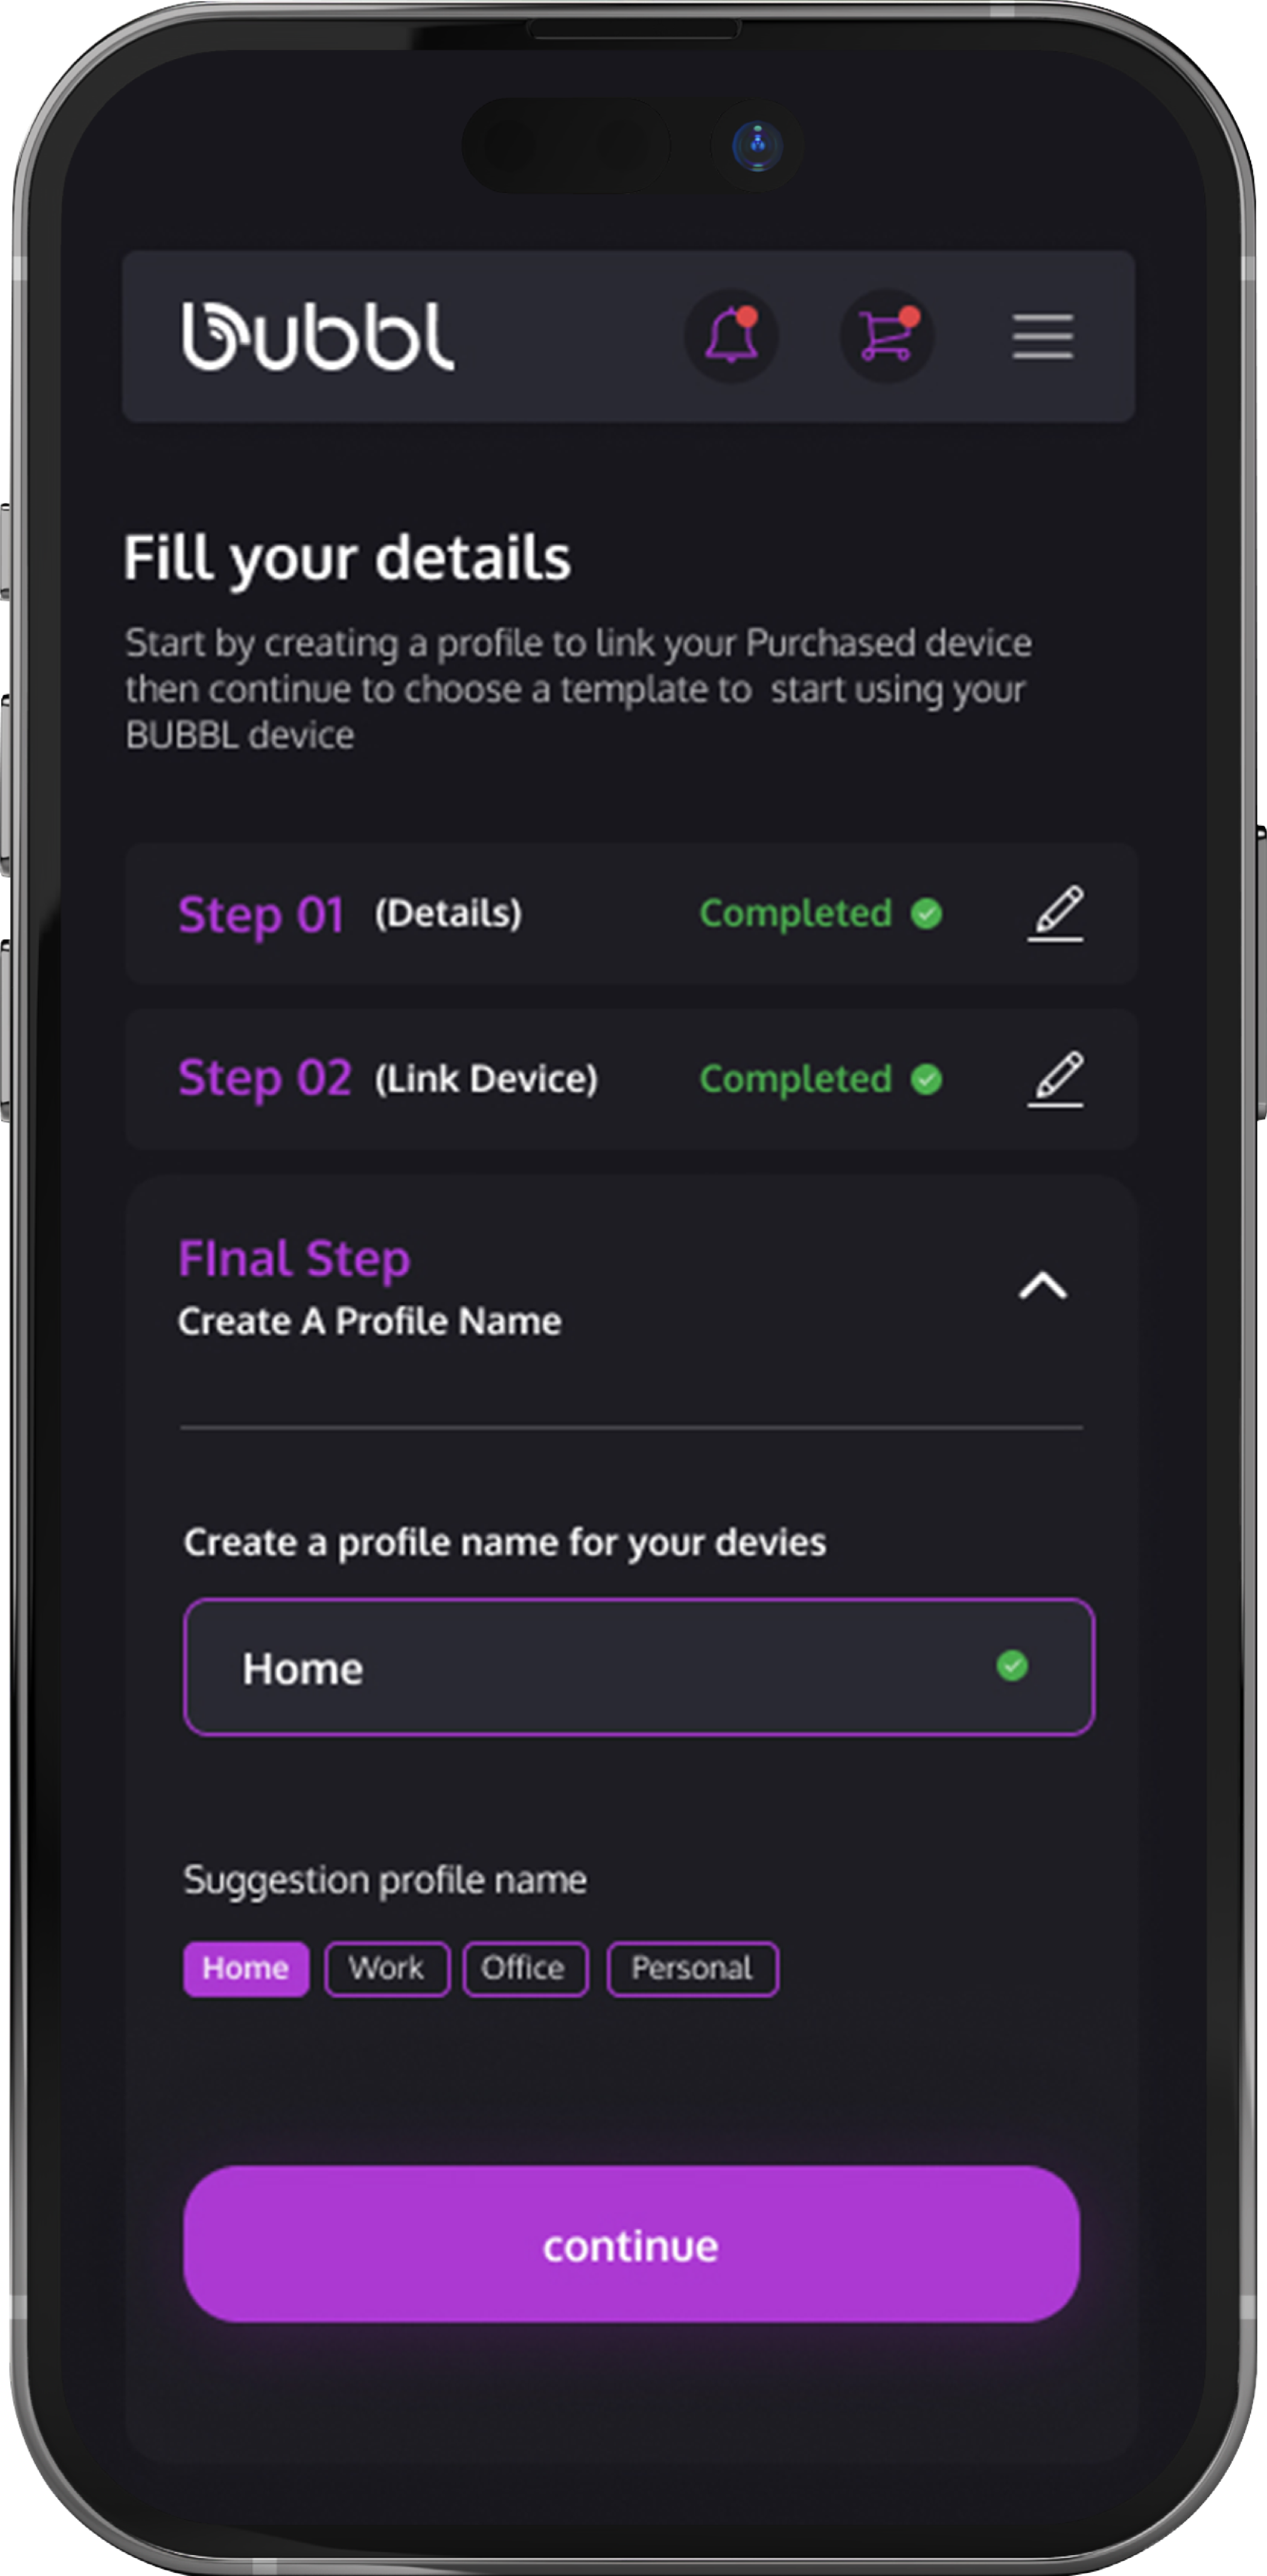 bubbl
Fill your details
Start by creating a profile to link your Purchased device
then continue to choose a template to start using your
BUBBL device
Step 01 (Details) Completed
Step 02 (Link Device) Completed
FInal Step
Create A Profile Name
Create a profile name for your devies
Home
Suggestion profile name
Home Work Office Personal
continue